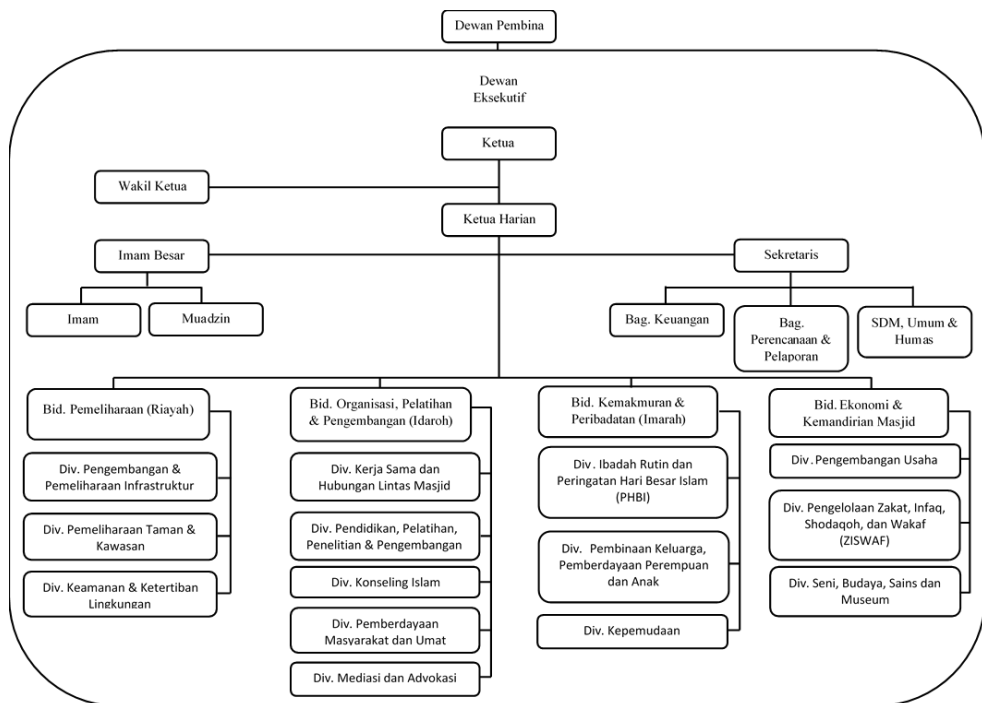 Dewan Pembina
Dewan
Eksekutif
Ketua
Wakil Ketua
Ketua Harian
Imam Besar
Sekretaris
Imam
Muadzin
Bag. Keuangan
Bag.
Perencanaan &
Pelaporan
SDM, Umum &
Humas
Bid. Pemeliharaan (Riayah)
Div. Pengembangan &
Pemeliharaan Infrastruktur
Div. Pemeliharaan Taman &
Kawasan
Div. Keamanan & Ketertiban
Lingkungan
Bid. Organisasi, Pelatihan
& Pengembangan (Idaroh)
Div. Kerja Sama dan
Hubungan Lintas Masjid
Div. Pendidikan, Pelatihan,
Penelitian & Pengembangan
Div. Konseling Islam
Div. Pemberdayaan
Masyarakat dan Umat
Div. Mediasi dan Advokasi
Bid. Kemakmuran &
Peribadatan (Imarah)
Div. Ibadah Rutin dan
Peringatan Hari Besar Islam
(PHBI)
Div. Pembinaan Keluarga,
Pemberdayaan Perempuan
dan Anak
Div. Kepemudaan
Bid. Ekonomi &
Kemandirian Masjid
Div. Pengembangan Usaha
Div. Pengelolaan Zakat, Infaq,
Shodaqoh, dan Wakaf
(ZISWAF)
Div. Seni, Budaya, Sains dan
Museum